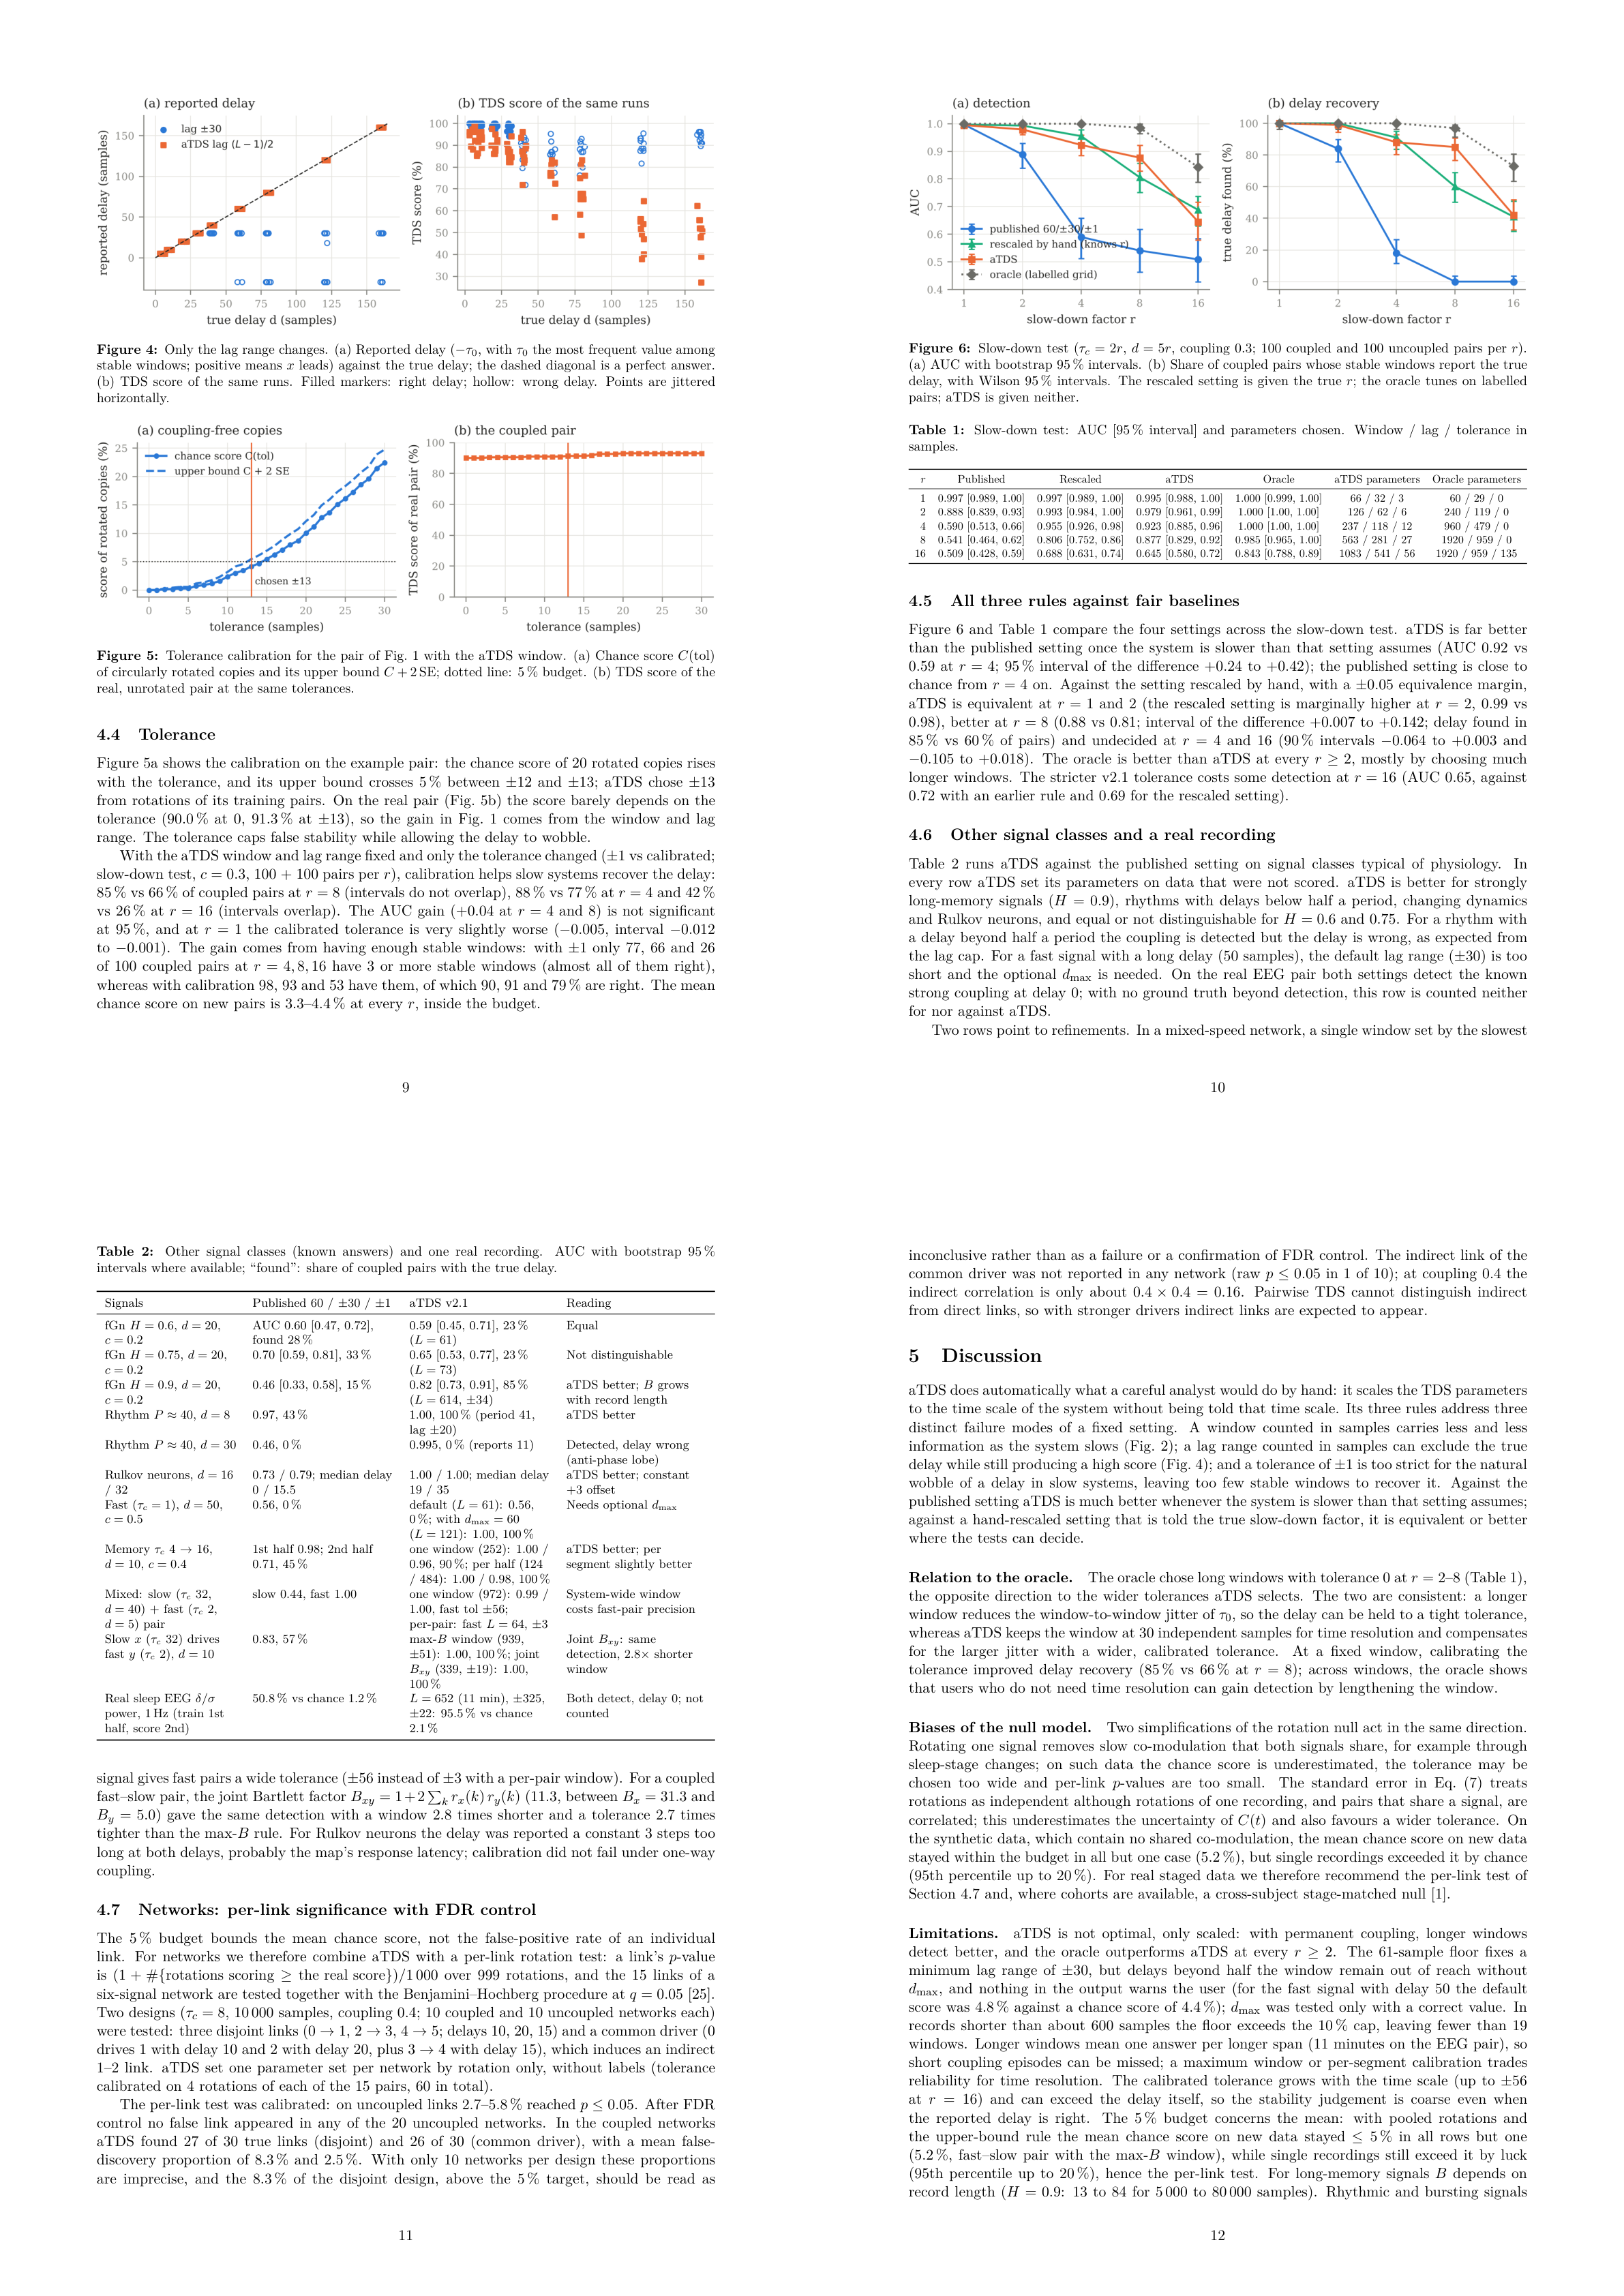 (a) reported delay
(b) TDS score of the same runs
lag ±30
aTDS lag (L − 1)/2
reported delay (samples)
150
100
50
0
0 25 50 75 100 125 150
true delay d (samples)
TDS score (%)
100
90
80
70
60
50
40
30
0 25 50 75 100 125 150
true delay d (samples)
Figure 4: Only the lag range changes. (a) Reported delay (−τ0, with τ0 the most frequent value among
stable windows; positive means x leads) against the true delay; the dashed diagonal is a perfect answer.
(b) TDS score of the same runs. Filled markers: right delay; hollow: wrong delay. Points are jittered
horizontally.
(a) coupling-free copies
(b) the coupled pair
chance score C(tol)
upper bound C + 2 SE
score of rotated copies (%)
25
20
15
10
5
0
chosen ±13
0 5 10 15 20 25 30
tolerance (samples)
TDS score of real pair (%)
100
80
60
40
20
0
0 5 10 15 20 25 30
tolerance (samples)
Figure 5: Tolerance calibration for the pair of Fig. 1 with the aTDS window. (a) Chance score C(tol)
of circularly rotated copies and its upper bound C + 2 SE; dotted line: 5 % budget. (b) TDS score of the
real, unrotated pair at the same tolerances.
4.4 Tolerance
Figure 5a shows the calibration on the example pair: the chance score of 20 rotated copies rises
with the tolerance, and its upper bound crosses 5 % between ±12 and ±13; aTDS chose ±13
from rotations of its training pairs. On the real pair (Fig. 5b) the score barely depends on the
tolerance (90.0 % at 0, 91.3 % at ±13), so the gain in Fig. 1 comes from the window and lag
range. The tolerance caps false stability while allowing the delay to wobble.
With the aTDS window and lag range fixed and only the tolerance changed (±1 vs calibrated;
slow-down test, c = 0.3, 100 + 100 pairs per r), calibration helps slow systems recover the delay:
85 % vs 66 % of coupled pairs at r = 8 (intervals do not overlap), 88 % vs 77 % at r = 4 and 42 %
vs 26 % at r = 16 (intervals overlap). The AUC gain (+0.04 at r = 4 and 8) is not significant
at 95 %, and at r = 1 the calibrated tolerance is very slightly worse (−0.005, interval −0.012
to −0.001). The gain comes from having enough stable windows: with ±1 only 77, 66 and 26
of 100 coupled pairs at r = 4, 8, 16 have 3 or more stable windows (almost all of them right),
whereas with calibration 98, 93 and 53 have them, of which 90, 91 and 79 % are right. The mean
chance score on new pairs is 3.3–4.4 % at every r, inside the budget.
9
(a) detection
(b) delay recovery
AUC
1.0
0.9
0.8
0.7
0.6
0.5
0.4
published 60/±30/±1
rescaled by hand (knows r)
aTDS
oracle (labelled grid)
1 2 4 8 16
slow-down factor r
true delay found (%)
100
80
60
40
20
0
1 2 4 8 16
slow-down factor r
Figure 6: Slow-down test (τc = 2r, d = 5r, coupling 0.3; 100 coupled and 100 uncoupled pairs per r).
(a) AUC with bootstrap 95 % intervals. (b) Share of coupled pairs whose stable windows report the true
delay, with Wilson 95 % intervals. The rescaled setting is given the true r; the oracle tunes on labelled
pairs; aTDS is given neither.
Table 1: Slow-down test: AUC [95 % interval] and parameters chosen. Window / lag / tolerance in
samples.
r Published Rescaled aTDS Oracle aTDS parameters Oracle parameters
1 0.997 [0.989, 1.00] 0.997 [0.989, 1.00] 0.995 [0.988, 1.00] 1.000 [0.999, 1.00] 66 / 32 / 3 60 / 29 / 0
2 0.888 [0.839, 0.93] 0.993 [0.984, 1.00] 0.979 [0.961, 0.99] 1.000 [1.00, 1.00] 126 / 62 / 6 240 / 119 / 0
4 0.590 [0.513, 0.66] 0.955 [0.926, 0.98] 0.923 [0.885, 0.96] 1.000 [1.00, 1.00] 237 / 118 / 12 960 / 479 / 0
8 0.541 [0.464, 0.62] 0.806 [0.752, 0.86] 0.877 [0.829, 0.92] 0.985 [0.965, 1.00] 563 / 281 / 27 1920 / 959 / 0
16 0.509 [0.428, 0.59] 0.688 [0.631, 0.74] 0.645 [0.580, 0.72] 0.843 [0.788, 0.89] 1083 / 541 / 56 1920 / 959 / 135
4.5 All three rules against fair baselines
Figure 6 and Table 1 compare the four settings across the slow-down test. aTDS is far better
than the published setting once the system is slower than that setting assumes (AUC 0.92 vs
0.59 at r = 4; 95 % interval of the difference +0.24 to +0.42); the published setting is close to
chance from r = 4 on. Against the setting rescaled by hand, with a ±0.05 equivalence margin,
aTDS is equivalent at r = 1 and 2 (the rescaled setting is marginally higher at r = 2, 0.99 vs
0.98), better at r = 8 (0.88 vs 0.81; interval of the difference +0.007 to +0.142; delay found in
85 % vs 60 % of pairs) and undecided at r = 4 and 16 (90 % intervals −0.064 to +0.003 and
−0.105 to +0.018). The oracle is better than aTDS at every r ≥ 2, mostly by choosing much
longer windows. The stricter v2.1 tolerance costs some detection at r = 16 (AUC 0.65, against
0.72 with an earlier rule and 0.69 for the rescaled setting).
4.6 Other signal classes and a real recording
Table 2 runs aTDS against the published setting on signal classes typical of physiology. In
every row aTDS set its parameters on data that were not scored. aTDS is better for strongly
long-memory signals (H = 0.9), rhythms with delays below half a period, changing dynamics
and Rulkov neurons, and equal or not distinguishable for H = 0.6 and 0.75. For a rhythm with
a delay beyond half a period the coupling is detected but the delay is wrong, as expected from
the lag cap. For a fast signal with a long delay (50 samples), the default lag range (±30) is too
short and the optional dmax is needed. On the real EEG pair both settings detect the known
strong coupling at delay 0; with no ground truth beyond detection, this row is counted neither
for nor against aTDS.
Two rows point to refinements. In a mixed-speed network, a single window set by the slowest
10
Table 2: Other signal classes (known answers) and one real recording. AUC with bootstrap 95 %
intervals where available; “found”: share of coupled pairs with the true delay.
Signals Published 60 / ±30 / ±1 aTDS v2.1 Reading
fGn H = 0.6, d = 20, AUC 0.60 [0.47, 0.72], 0.59 [0.45, 0.71], 23 % Equal
c = 0.2 found 28 % (L = 61)
fGn H = 0.75, d = 20, 0.70 [0.59, 0.81], 33 % 0.65 [0.53, 0.77], 23 % Not distinguishable
c = 0.2 (L = 73)
fGn H = 0.9, d = 20, 0.46 [0.33, 0.58], 15 % 0.82 [0.73, 0.91], 85 % aTDS better; B grows
c = 0.2 (L = 614, ±34) with record length
Rhythm P ≈ 40, d = 8 0.97, 43 % 1.00, 100 % (period 41, aTDS better
lag ±20)
Rhythm P ≈ 40, d = 30 0.46, 0 % 0.995, 0 % (reports 11) Detected, delay wrong
(anti-phase lobe)
Rulkov neurons, d = 16 0.73 / 0.79; median delay 1.00 / 1.00; median delay aTDS better; constant
/ 32 0 / 15.5 19 / 35 +3 offset
Fast (τc = 1), d = 50, 0.56, 0 % default (L = 61): 0.56, Needs optional dmax
c = 0.5 0 %; with dmax = 60
(L = 121): 1.00, 100 %
Memory τc 4 → 16, 1st half 0.98; 2nd half one window (252): 1.00 / aTDS better; per
d = 10, c = 0.4 0.71, 45 % 0.96, 90 %; per half (124 segment slightly better
/ 484): 1.00 / 0.98, 100 %
Mixed: slow (τc 32, slow 0.44, fast 1.00 one window (972): 0.99 / System-wide window
d = 40) + fast (τc 2, 1.00, fast tol ±56; costs fast-pair precision
d = 5) pair per-pair: fast L = 64, ±3
Slow x (τc 32) drives 0.83, 57 % max-B window (939, Joint Bxy: same
fast y (τc 2), d = 10 ±51): 1.00, 100 %; joint detection, 2.8× shorter
Bxy (339, ±19): 1.00, window
100 %
Real sleep EEG δ/σ 50.8 % vs chance 1.2 % L = 652 (11 min), ±325, Both detect, delay 0; not
power, 1 Hz (train 1st ±22: 95.5 % vs chance counted
half, score 2nd) 2.1 %
signal gives fast pairs a wide tolerance (±56 instead of ±3 with a per-pair window). For a coupled
fast–slow pair, the joint Bartlett factor Bxy = 1+2 ∑k rx(k) ry(k) (11.3, between Bx = 31.3 and
By = 5.0) gave the same detection with a window 2.8 times shorter and a tolerance 2.7 times
tighter than the max-B rule. For Rulkov neurons the delay was reported a constant 3 steps too
long at both delays, probably the map’s response latency; calibration did not fail under one-way
coupling.
4.7 Networks: per-link significance with FDR control
The 5 % budget bounds the mean chance score, not the false-positive rate of an individual
link. For networks we therefore combine aTDS with a per-link rotation test: a link’s p-value
is (1 + #{rotations scoring ≥ the real score})/1 000 over 999 rotations, and the 15 links of a
six-signal network are tested together with the Benjamini–Hochberg procedure at q = 0.05 [25].
Two designs (τc = 8, 10 000 samples, coupling 0.4; 10 coupled and 10 uncoupled networks each)
were tested: three disjoint links (0 → 1, 2 → 3, 4 → 5; delays 10, 20, 15) and a common driver (0
drives 1 with delay 10 and 2 with delay 20, plus 3 → 4 with delay 15), which induces an indirect
1–2 link. aTDS set one parameter set per network by rotation only, without labels (tolerance
calibrated on 4 rotations of each of the 15 pairs, 60 in total).
The per-link test was calibrated: on uncoupled links 2.7–5.8 % reached p ≤ 0.05. After FDR
control no false link appeared in any of the 20 uncoupled networks. In the coupled networks
aTDS found 27 of 30 true links (disjoint) and 26 of 30 (common driver), with a mean false-
discovery proportion of 8.3 % and 2.5 %. With only 10 networks per design these proportions
are imprecise, and the 8.3 % of the disjoint design, above the 5 % target, should be read as
11
inconclusive rather than as a failure or a confirmation of FDR control. The indirect link of the
common driver was not reported in any network (raw p ≤ 0.05 in 1 of 10); at coupling 0.4 the
indirect correlation is only about 0.4 × 0.4 = 0.16. Pairwise TDS cannot distinguish indirect
from direct links, so with stronger drivers indirect links are expected to appear.
5 Discussion
aTDS does automatically what a careful analyst would do by hand: it scales the TDS parameters
to the time scale of the system without being told that time scale. Its three rules address three
distinct failure modes of a fixed setting. A window counted in samples carries less and less
information as the system slows (Fig. 2); a lag range counted in samples can exclude the true
delay while still producing a high score (Fig. 4); and a tolerance of ±1 is too strict for the natural
wobble of a delay in slow systems, leaving too few stable windows to recover it. Against the
published setting aTDS is much better whenever the system is slower than that setting assumes;
against a hand-rescaled setting that is told the true slow-down factor, it is equivalent or better
where the tests can decide.
Relation to the oracle. The oracle chose long windows with tolerance 0 at r = 2–8 (Table 1),
the opposite direction to the wider tolerances aTDS selects. The two are consistent: a longer
window reduces the window-to-window jitter of τ0, so the delay can be held to a tight tolerance,
whereas aTDS keeps the window at 30 independent samples for time resolution and compensates
for the larger jitter with a wider, calibrated tolerance. At a fixed window, calibrating the
tolerance improved delay recovery (85 % vs 66 % at r = 8); across windows, the oracle shows
that users who do not need time resolution can gain detection by lengthening the window.
Biases of the null model. Two simplifications of the rotation null act in the same direction.
Rotating one signal removes slow co-modulation that both signals share, for example through
sleep-stage changes; on such data the chance score is underestimated, the tolerance may be
chosen too wide and per-link p-values are too small. The standard error in Eq. (7) treats
rotations as independent although rotations of one recording, and pairs that share a signal, are
correlated; this underestimates the uncertainty of C(t) and also favours a wider tolerance. On
the synthetic data, which contain no shared co-modulation, the mean chance score on new data
stayed within the budget in all but one case (5.2 %), but single recordings exceeded it by chance
(95th percentile up to 20 %). For real staged data we therefore recommend the per-link test of
Section 4.7 and, where cohorts are available, a cross-subject stage-matched null [1].
Limitations. aTDS is not optimal, only scaled: with permanent coupling, longer windows
detect better, and the oracle outperforms aTDS at every r ≥ 2. The 61-sample floor fixes a
minimum lag range of ±30, but delays beyond half the window remain out of reach without
dmax, and nothing in the output warns the user (for the fast signal with delay 50 the default
score was 4.8 % against a chance score of 4.4 %); dmax was tested only with a correct value. In
records shorter than about 600 samples the floor exceeds the 10 % cap, leaving fewer than 19
windows. Longer windows mean one answer per longer span (11 minutes on the EEG pair), so
short coupling episodes can be missed; a maximum window or per-segment calibration trades
reliability for time resolution. The calibrated tolerance grows with the time scale (up to ±56
at r = 16) and can exceed the delay itself, so the stability judgement is coarse even when
the reported delay is right. The 5 % budget concerns the mean: with pooled rotations and
the upper-bound rule the mean chance score on new data stayed ≤ 5 % in all rows but one
(5.2 %, fast–slow pair with the max-B window), while single recordings still exceed it by luck
(95th percentile up to 20 %), hence the per-link test. For long-memory signals B depends on
record length (H = 0.9: 13 to 84 for 5 000 to 80 000 samples). Rhythmic and bursting signals
12